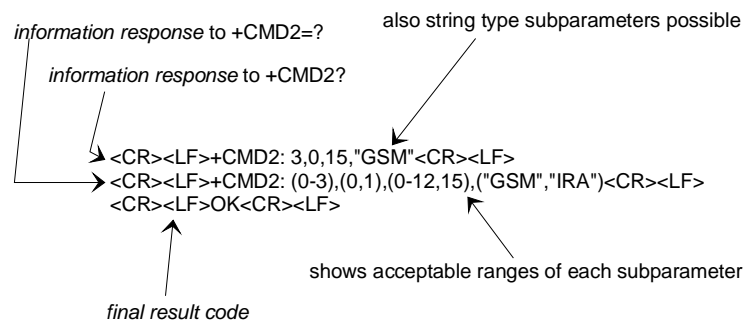 also string type subparameters possible
information response to +CMD2=?
information response to +CMD2?
<CR><LF>+CMD2: 3,0,15,"GSM"<CR><LF>
<CR><LF>+CMD2: (0-3),(0,1),(0-12,15),("GSM","IRA")<CR><LF>
<CR><LF>OK<CR><LF>
shows acceptable ranges of each subparameter
final result code